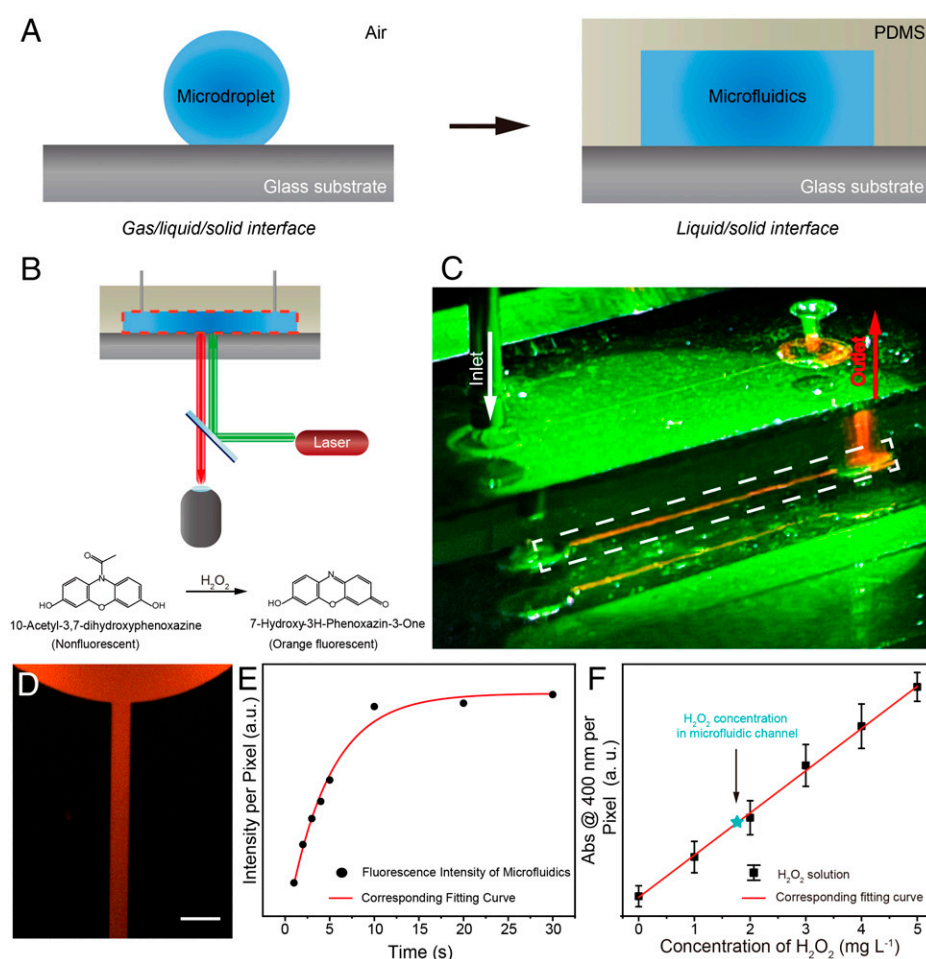 A
Air
Microdroplet
Glass substrate
Gas/liquid/solid interface
PDMS
Microfluidics
Glass substrate
Liquid/solid interface
B
Laser
O
N
HO
O
OH
H₂O₂
N
HO
O
O
10-Acetyl-3,7-dihydroxyphenoxazine
(Nonfluorescent)
7-Hydroxy-3H-Phenoxazin-3-One
(Orange fluorescent)
C
Inlet
Outlet
D
E
Intensity per Pixel (a.u.)
Fluorescence Intensity of Microfluidics
Corresponding Fitting Curve
0 5 10 15 20 25 30
Time (s)
F
Abs @ 400 nm per
Pixel (a. u.)
H₂O₂ concentration
in microfluidic channel
H₂O₂ solution
Corresponding fitting curve
0 1 2 3 4 5
Concentration of H₂O₂ (mg L⁻¹)